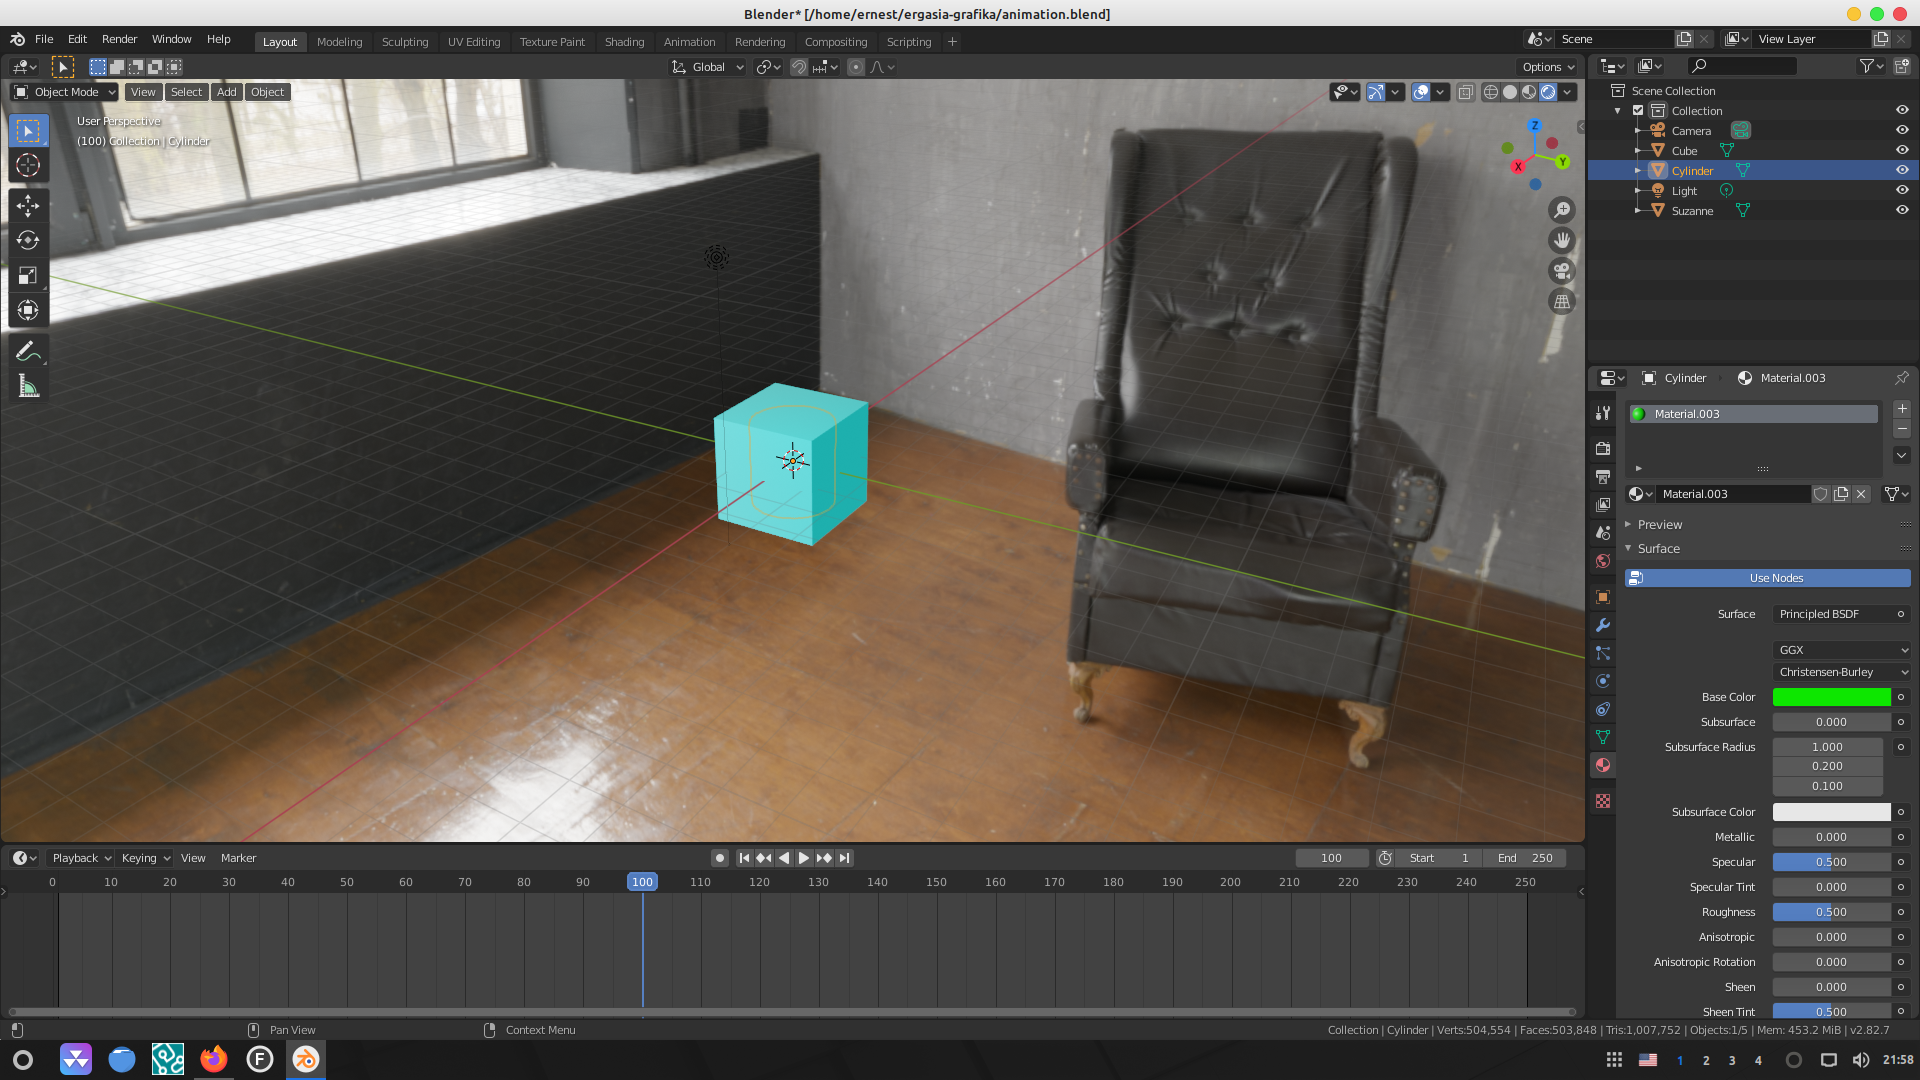 Blender* [/home/ernest/ergasia-grafika/animation.blend]
File Edit Render Window Help
Layout Modeling Sculpting UV Editing Texture Paint Shading Animation Rendering Compositing Scripting +
Scene
View Layer
Global
Options
Object Mode View Select Add Object
User Perspective
(100) Collection | Cylinder
Z
X
Y
Scene Collection
Collection
Camera
Cube
Cylinder
Light
Suzanne
Cylinder Material.003
Material.003
Material.003
Preview
Surface
Use Nodes
Surface Principled BSDF
GGX
Christensen-Burley
Base Color
Subsurface 0.000
Subsurface Radius 1.000
0.200
0.100
Subsurface Color
Metallic 0.000
Specular 0.500
Specular Tint 0.000
Roughness 0.500
Anisotropic 0.000
Anisotropic Rotation 0.000
Sheen 0.000
Sheen Tint 0.500
Playback Keying View Marker
100 Start 1 End 250
0 10 20 30 40 50 60 70 80 90 100 110 120 130 140 150 160 170 180 190 200 210 220 230 240 250
Pan View
Context Menu
Collection | Cylinder | Verts:504,554 | Faces:503,848 | Tris:1,007,752 | Objects:1/5 | Mem: 453.2 MiB | v2.82.7
F
1 2 3 4
21:58